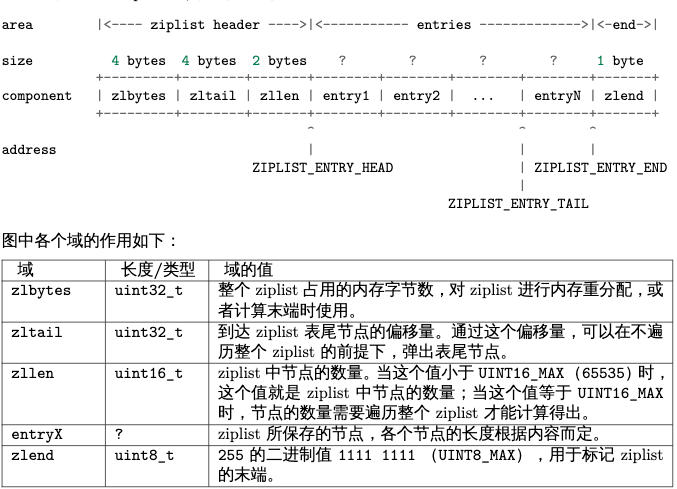 area |<---- ziplist header ---->|<----------- entries ------------->|<-end->|
size 4 bytes 4 bytes 2 bytes ? ? ? ? 1 byte
+---------+--------+-------+--------+--------+--------+--------+-------+
component | zlbytes | zltail | zllen | entry1 | entry2 | ... | entryN | zlend |
+---------+--------+-------+--------+--------+--------+--------+-------+
^ ^ ^
address | | |
ZIPLIST_ENTRY_HEAD | ZIPLIST_ENTRY_END
|
ZIPLIST_ENTRY_TAIL
图中各个域的作用如下：
域 长度/类型 域的值
zlbytes uint32_t 整个 ziplist 占用的内存字节数，对 ziplist 进行内存重分配，或
者计算末端时使用。
zltail uint32_t 到达 ziplist 表尾节点的偏移量。通过这个偏移量，可以在不遍
历整个 ziplist 的前提下，弹出表尾节点。
zllen uint16_t ziplist 中节点的数量。当这个值小于 UINT16_MAX (65535) 时，
这个值就是 ziplist 中节点的数量；当这个值等于 UINT16_MAX
时，节点的数量需要遍历整个 ziplist 才能计算得出。
entryX ? ziplist 所保存的节点，各个节点的长度根据内容而定。
zlend uint8_t 255 的二进制值 1111 1111 (UINT8_MAX) ，用于标记 ziplist
的末端。